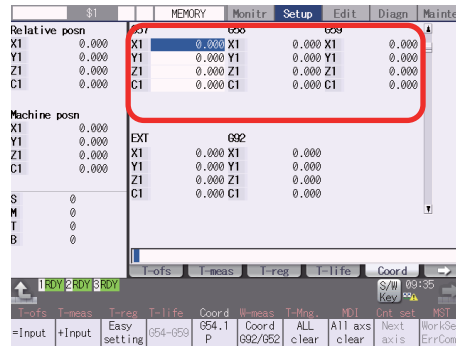 $1 MEMORY Monitr Setup Edit Diagn Mainte
Relative posn
X1 0.000
Y1 0.000
Z1 0.000
C1 0.000
Machine posn
X1 0.000
Y1 0.000
Z1 0.000
C1 0.000
S 0
M 0
T 0
B 0
G57 G58 G59
X1 0.000 X1 0.000 X1 0.000
Y1 0.000 Y1 0.000 Y1 0.000
Z1 0.000 Z1 0.000 Z1 0.000
C1 0.000 C1 0.000 C1 0.000
EXT G92
X1 0.000 X1 0.000
Y1 0.000 Y1 0.000
Z1 0.000 Z1 0.000
C1 0.000 C1 0.000
T-ofs T-meas T-reg T-life Coord
1RDY 2RDY 3RDY S/W Key 09:35
T-ofs T-meas T-reg T-life Coord W-meas T-Mng. MDI Cnt set MST
=Input +Input Easy setting G54-G59 G54.1 P Coord G92/G52 ALL clear All axs clear Next axis WorkSe ErrCom